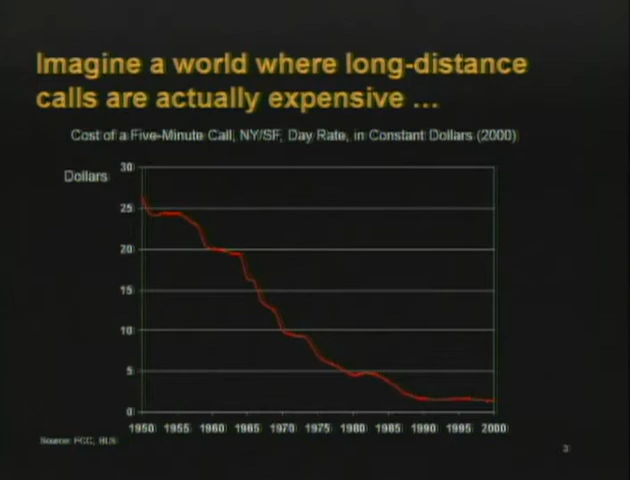 Imagine a world where long-distance
calls are actually expensive ...
Cost of a Five-Minute Call, NY/SF, Day Rate, in Constant Dollars (2000)
Dollars
30
25
20
15
10
5
0
1950 1955 1960 1965 1970 1975 1980 1985 1990 1995 2000
Source: FCC, BLS
3